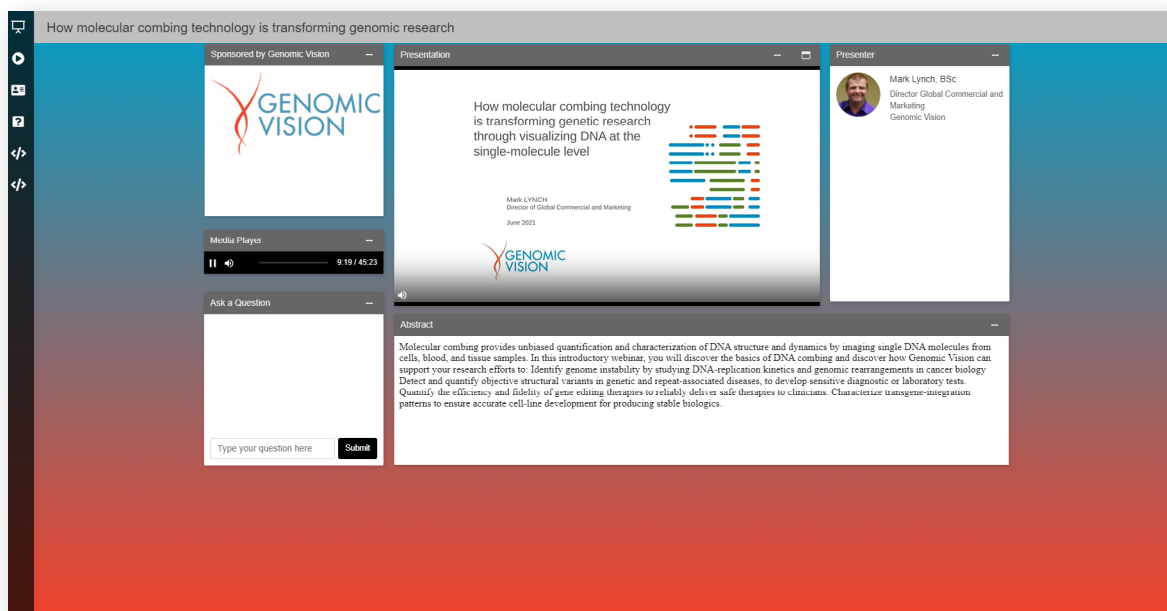 How molecular combing technology is transforming genomic research
Sponsored by Genomic Vision
GENOMIC
VISION
Media Player
9:19 / 45:23
Ask a Question
Type your question here
Submit
Presentation
How molecular combing technology
is transforming genetic research
through visualizing DNA at the
single-molecule level
Mark LYNCH
Director of Global Commercial and Marketing
June 2021
GENOMIC
VISION
Presenter
Mark Lynch, BSc
Director Global Commercial and
Marketing
Genomic Vision
Abstract
Molecular combing provides unbiased quantification and characterization of DNA structure and dynamics by imaging single DNA molecules from
cells, blood, and tissue samples. In this introductory webinar, you will discover the basics of DNA combing and discover how Genomic Vision can
support your research efforts to: Identify genome instability by studying DNA-replication kinetics and genomic rearrangements in cancer biology
Detect and quantify objective structural variants in genetic and repeat-associated diseases, to develop sensitive diagnostic or laboratory tests.
Quantify the efficiency and fidelity of gene editing therapies to reliably deliver safe therapies to clinicians. Characterize transgene-integration
patterns to ensure accurate cell-line development for producing stable biologics.